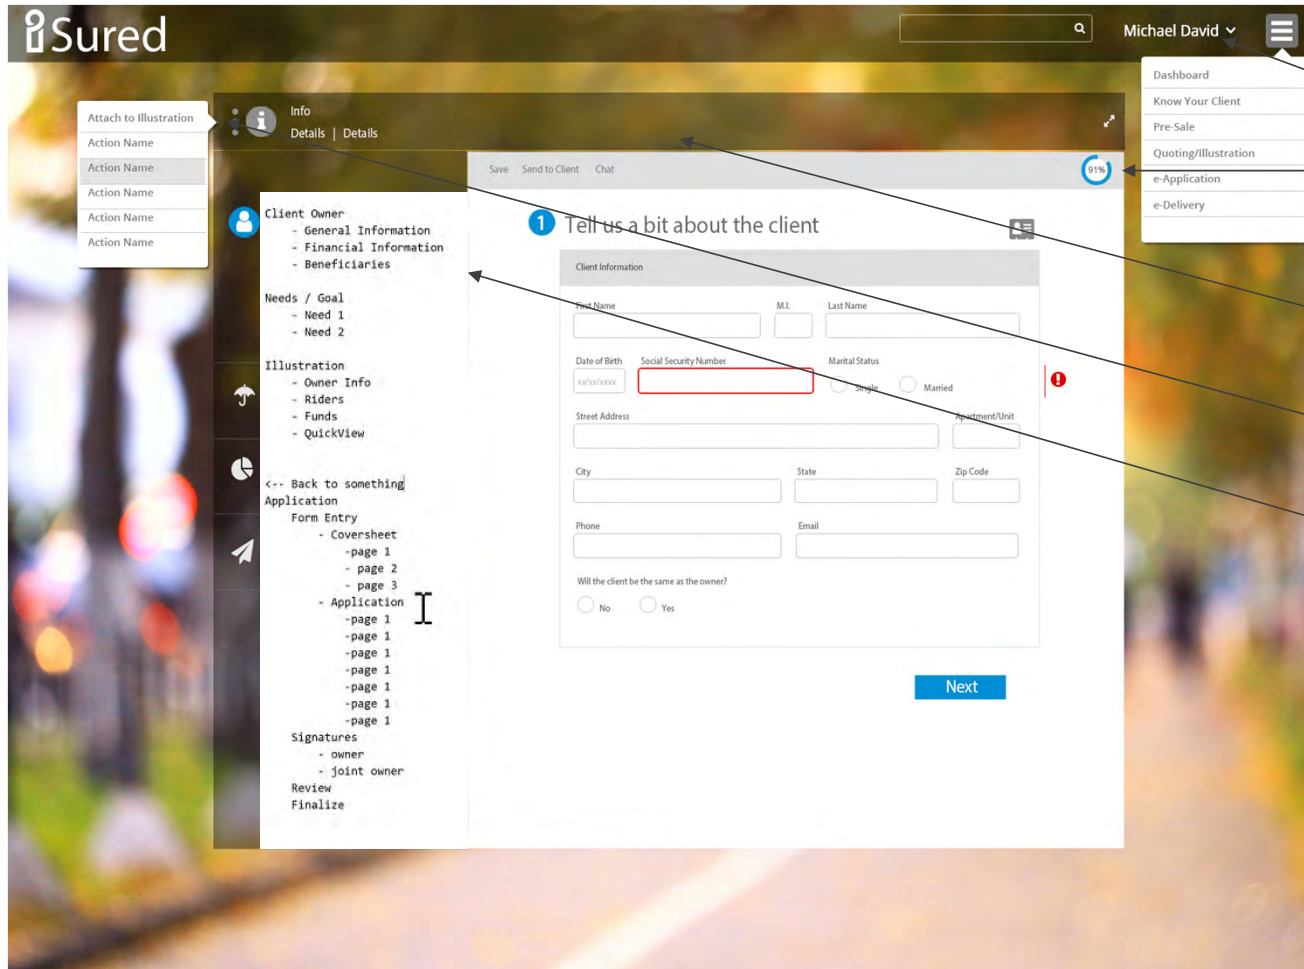 iSured
Michael David
Dashboard
Know Your Client
Pre-Sale
Quoting/Illustration
e-Application
e-Delivery
Attach to Illustration
Action Name
Action Name
Action Name
Action Name
Action Name
Info
Details | Details
Save Send to Client Chat
91%
Client Owner
- General Information
- Financial Information
- Beneficiaries
Needs / Goal
- Need 1
- Need 2
Illustration
- Owner Info
- Riders
- Funds
- QuickView
<-- Back to something
Application
Form Entry
- Coversheet
-page 1
- page 2
- page 3
- Application
-page 1
-page 1
-page 1
-page 1
-page 1
-page 1
-page 1
Signatures
- owner
- joint owner
Review
Finalize
1 Tell us a bit about the client
Client Information
First Name M.I. Last Name
Date of Birth Social Security Number Marital Status
xx/xx/xxxx Single Married
Street Address Apartment/Unit
City State Zip Code
Phone Email
Will the client be the same as the owner?
No Yes
Next